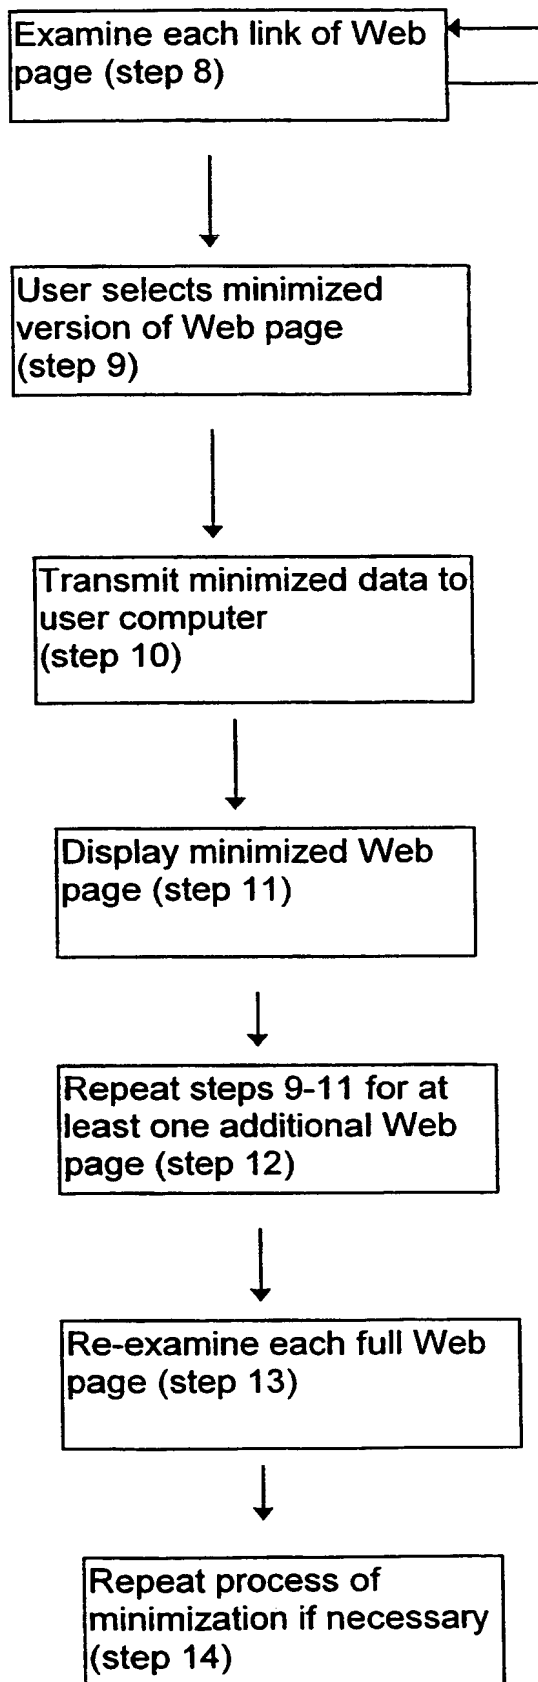 Examine each link of Web
page (step 8)
User selects minimized
version of Web page
(step 9)
Transmit minimized data to
user computer
(step 10)
Display minimized Web
page (step 11)
Repeat steps 9-11 for at
least one additional Web
page (step 12)
Re-examine each full Web
page (step 13)
Repeat process of
minimization if necessary
(step 14)